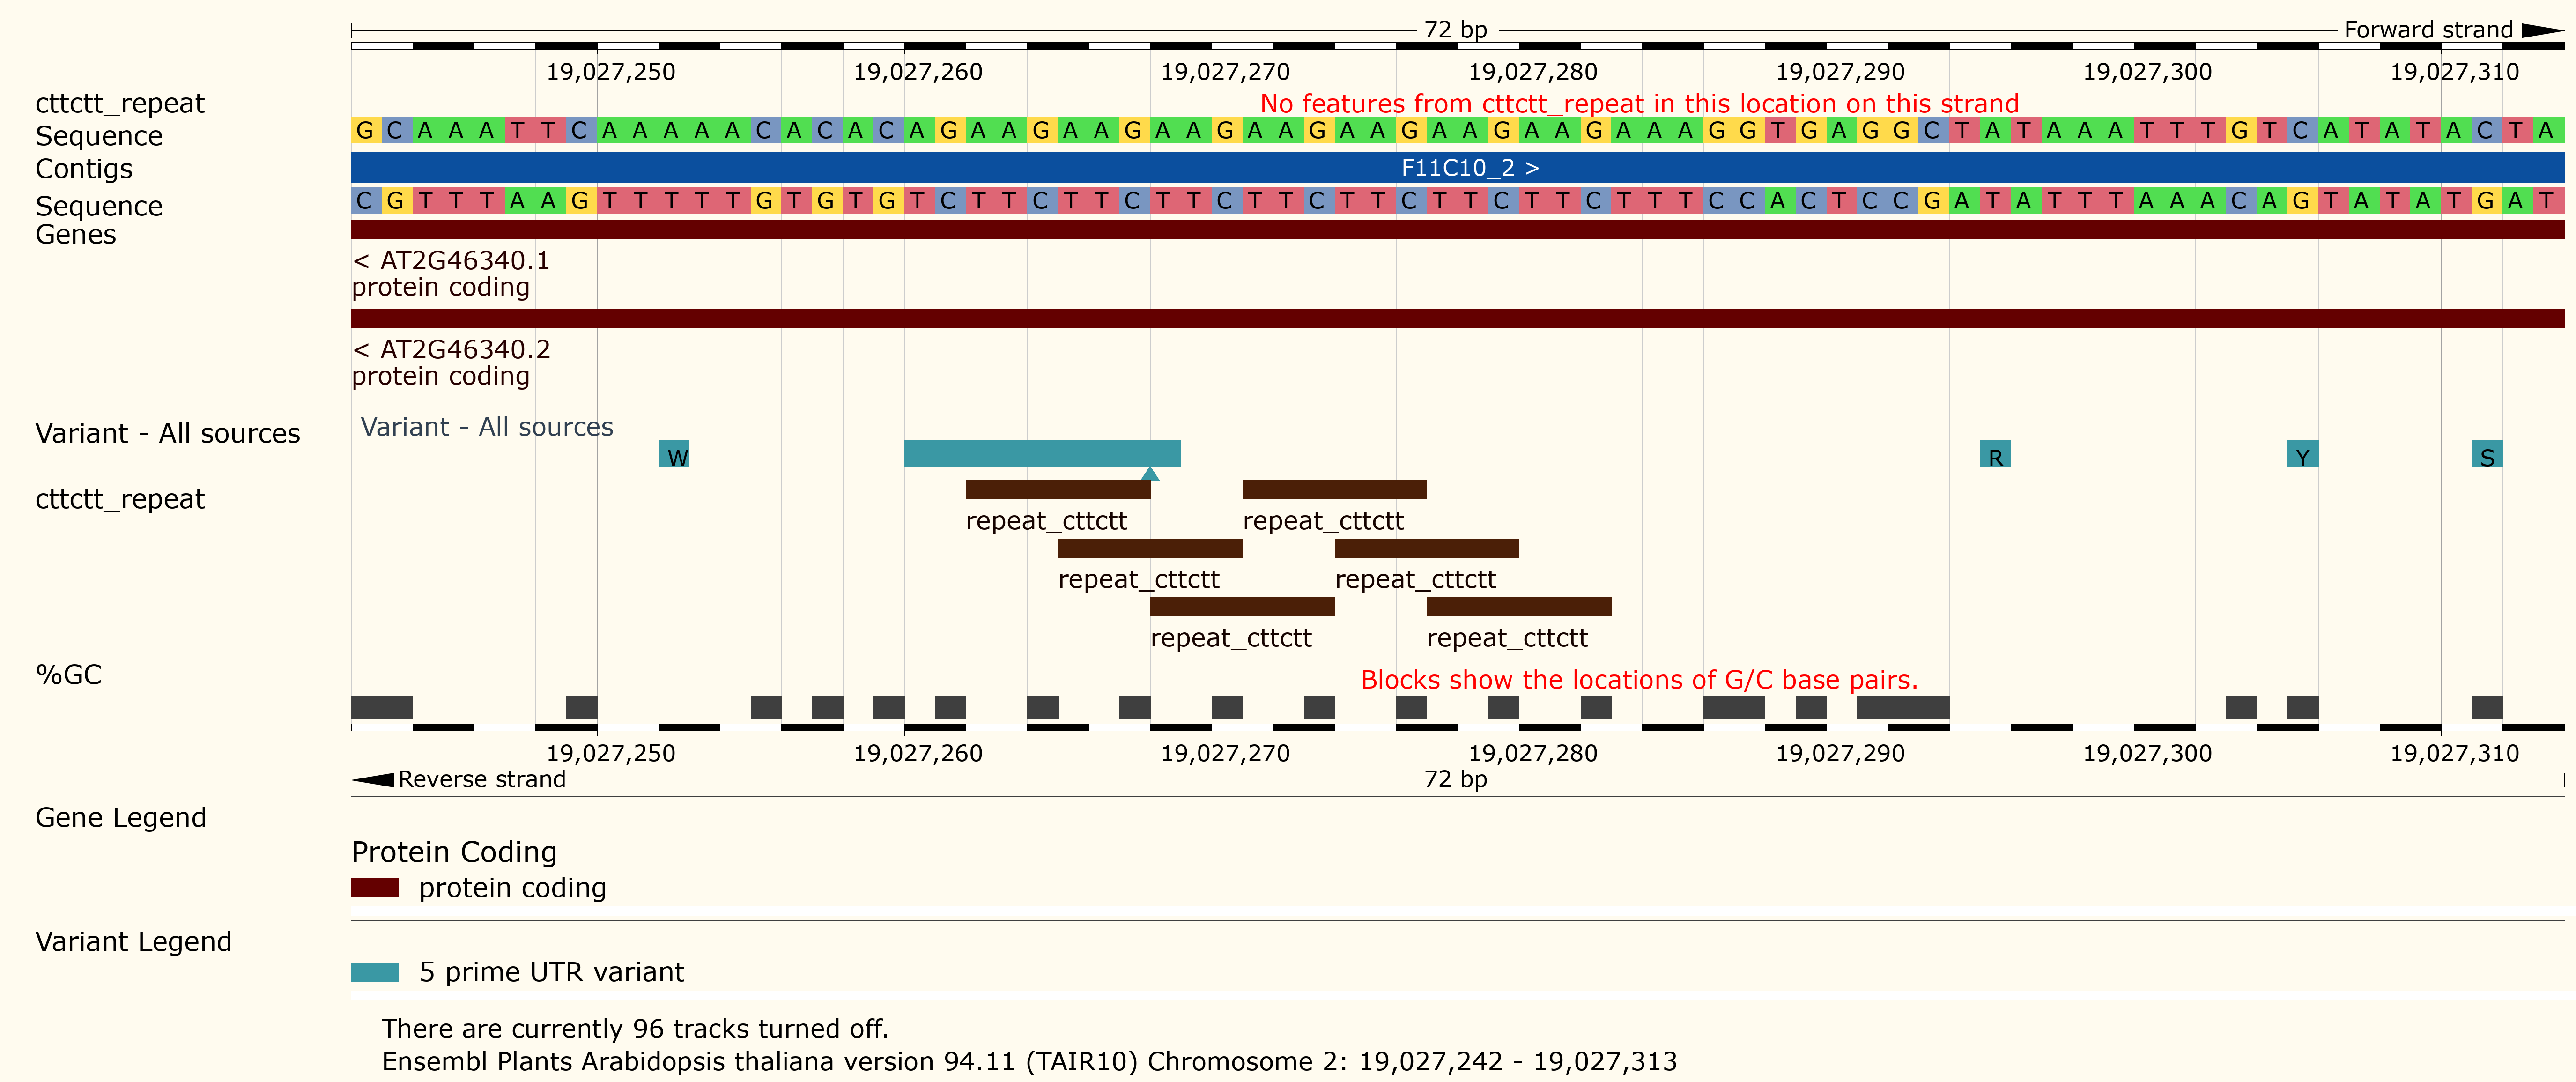 72 bp
Forward strand
19,027,250 19,027,260 19,027,270 19,027,280 19,027,290 19,027,300 19,027,310
cttctt_repeat No features from cttctt_repeat in this location on this strand
Sequence G C A A A T T C A A A A A C A C A C A G A A G A A G A A G A A G A A G A A G A A G A A A G G T G A G G C T A T A A A T T T G T C A T A T A C T A
Contigs F11C10_2 >
Sequence C G T T T A A G T T T T T G T G T G T C T T C T T C T T C T T C T T C T T C T T C T T T C C A C T C C G A T A T T T A A A C A G T A T A T G A T
Genes
< AT2G46340.1
protein coding
< AT2G46340.2
protein coding
Variant - All sources Variant - All sources
W R Y S
cttctt_repeat
repeat_cttctt repeat_cttctt
repeat_cttctt repeat_cttctt
repeat_cttctt repeat_cttctt
%GC Blocks show the locations of G/C base pairs.
19,027,250 19,027,260 19,027,270 19,027,280 19,027,290 19,027,300 19,027,310
Reverse strand 72 bp
Gene Legend
Protein Coding
protein coding
Variant Legend
5 prime UTR variant
There are currently 96 tracks turned off.
Ensembl Plants Arabidopsis thaliana version 94.11 (TAIR10) Chromosome 2: 19,027,242 - 19,027,313